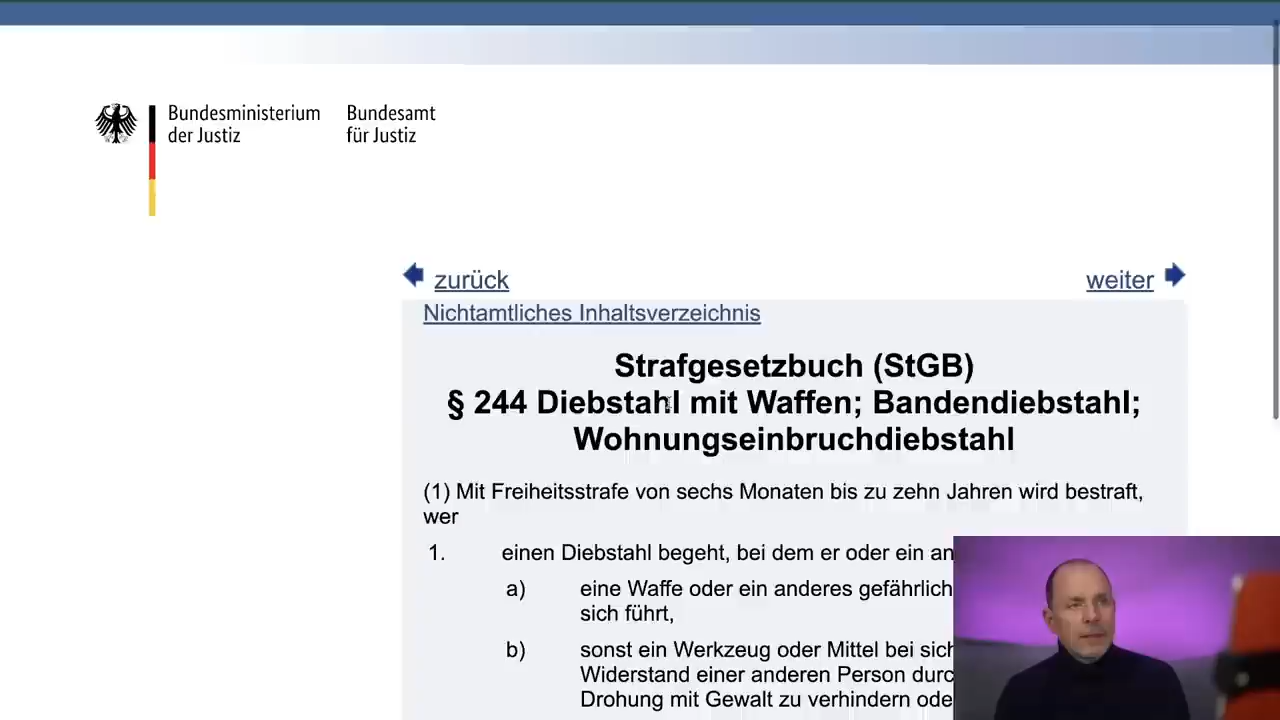 Bundesministerium
der Justiz
Bundesamt
für Justiz
zurück
weiter
Nichtamtliches Inhaltsverzeichnis
Strafgesetzbuch (StGB)
§ 244 Diebstahl mit Waffen; Bandendiebstahl;
Wohnungseinbruchdiebstahl
(1) Mit Freiheitsstrafe von sechs Monaten bis zu zehn Jahren wird bestraft,
wer
1. einen Diebstahl begeht, bei dem er oder ein an
a) eine Waffe oder ein anderes gefährlich
sich führt,
b) sonst ein Werkzeug oder Mittel bei sich
Widerstand einer anderen Person durc
Drohung mit Gewalt zu verhindern ode